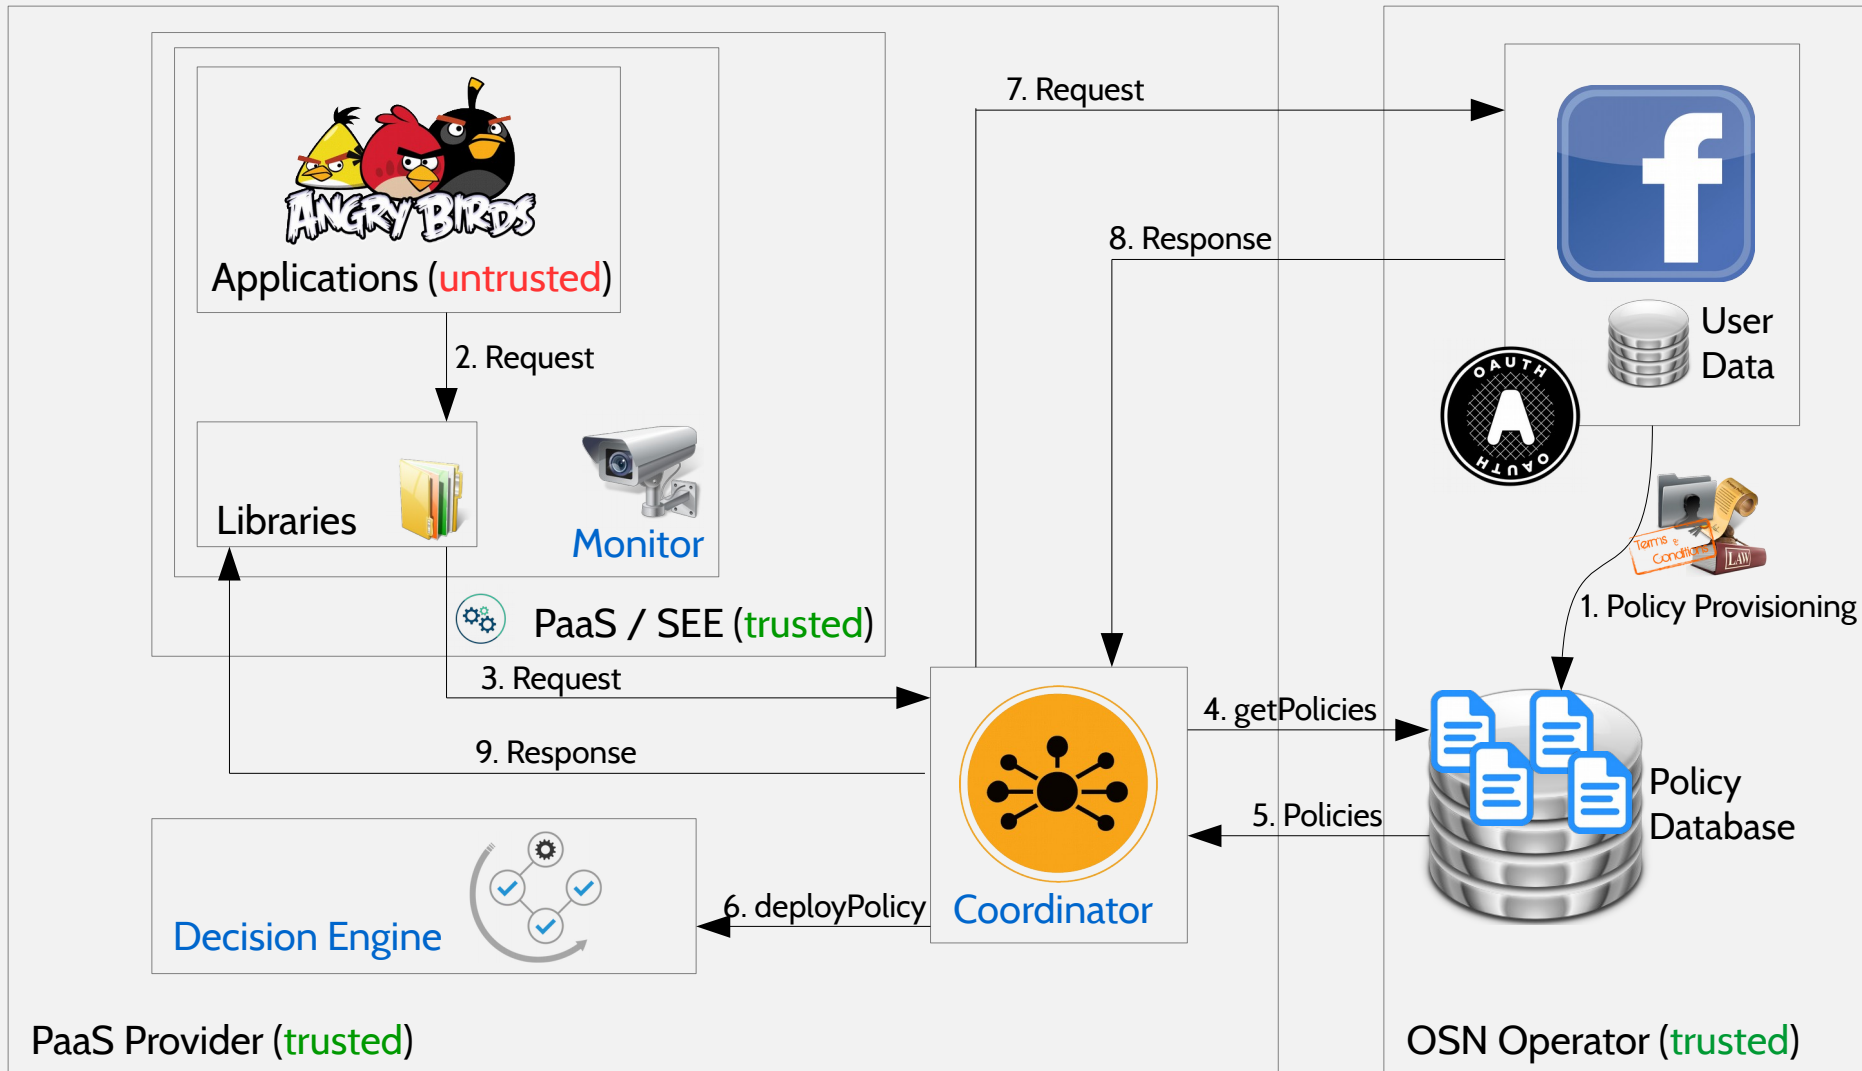 7. Request
ANGRY BIRDS
Applications (untrusted)
8. Response
User
Data
OAUTH
A
OAUTH
2. Request
Libraries
Monitor
Terms &
Conditions
LAW
1. Policy Provisioning
PaaS / SEE (trusted)
3. Request
4. getPolicies
9. Response
Policy
Database
5. Policies
6. deployPolicy
Coordinator
Decision Engine
PaaS Provider (trusted)
OSN Operator (trusted)